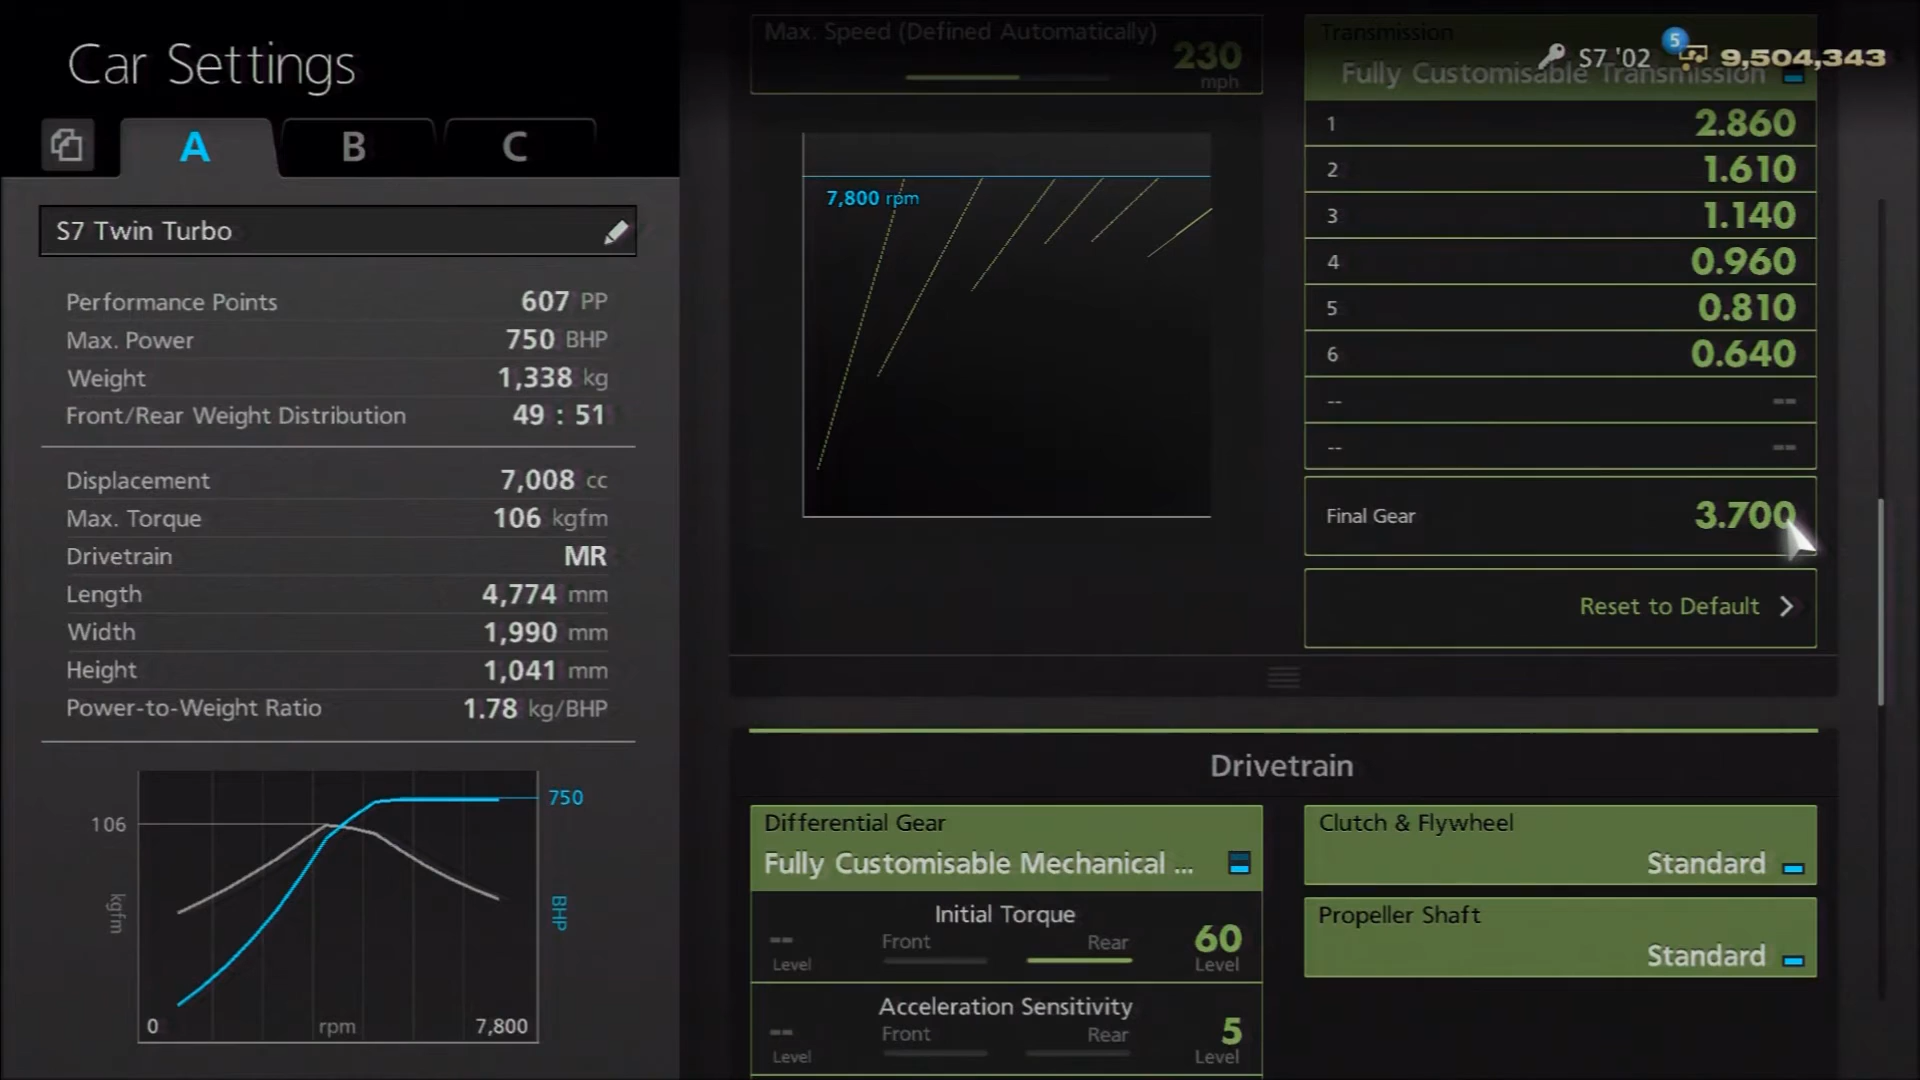 Car Settings
A B C
S7 Twin Turbo
Performance Points 607 PP
Max. Power 750 BHP
Weight 1,338 kg
Front/Rear Weight Distribution 49 : 51
Displacement 7,008 cc
Max. Torque 106 kgfm
Drivetrain MR
Length 4,774 mm
Width 1,990 mm
Height 1,041 mm
Power-to-Weight Ratio 1.78 kg/BHP
750
106
kgfm
BHP
0 rpm 7,800
Max. Speed (Defined Automatically)
230
mph
7,800 rpm
5
S7 '02 9,504,343
Transmission
Fully Customisable Transmission
1 2.860
2 1.610
3 1.140
4 0.960
5 0.810
6 0.640
-- --
-- --
Final Gear 3.700
Reset to Default
Drivetrain
Differential Gear
Fully Customisable Mechanical ...
Initial Torque
-- Front Rear 60
Level Level
Acceleration Sensitivity
-- Front Rear 5
Level Level
Clutch & Flywheel
Standard
Propeller Shaft
Standard